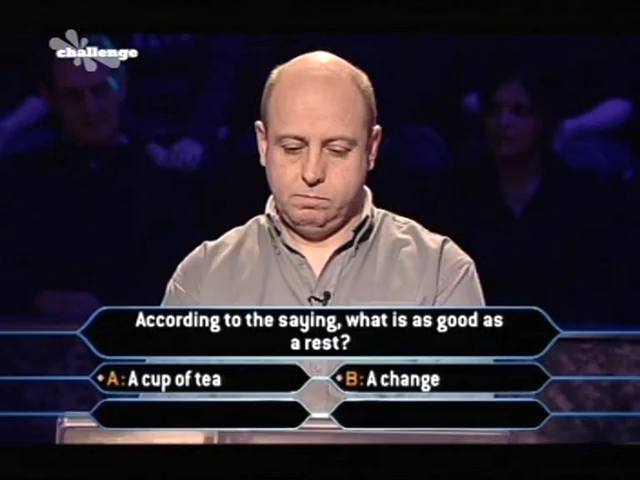 challenge
According to the saying, what is as good as
a rest?
A: A cup of tea
B: A change